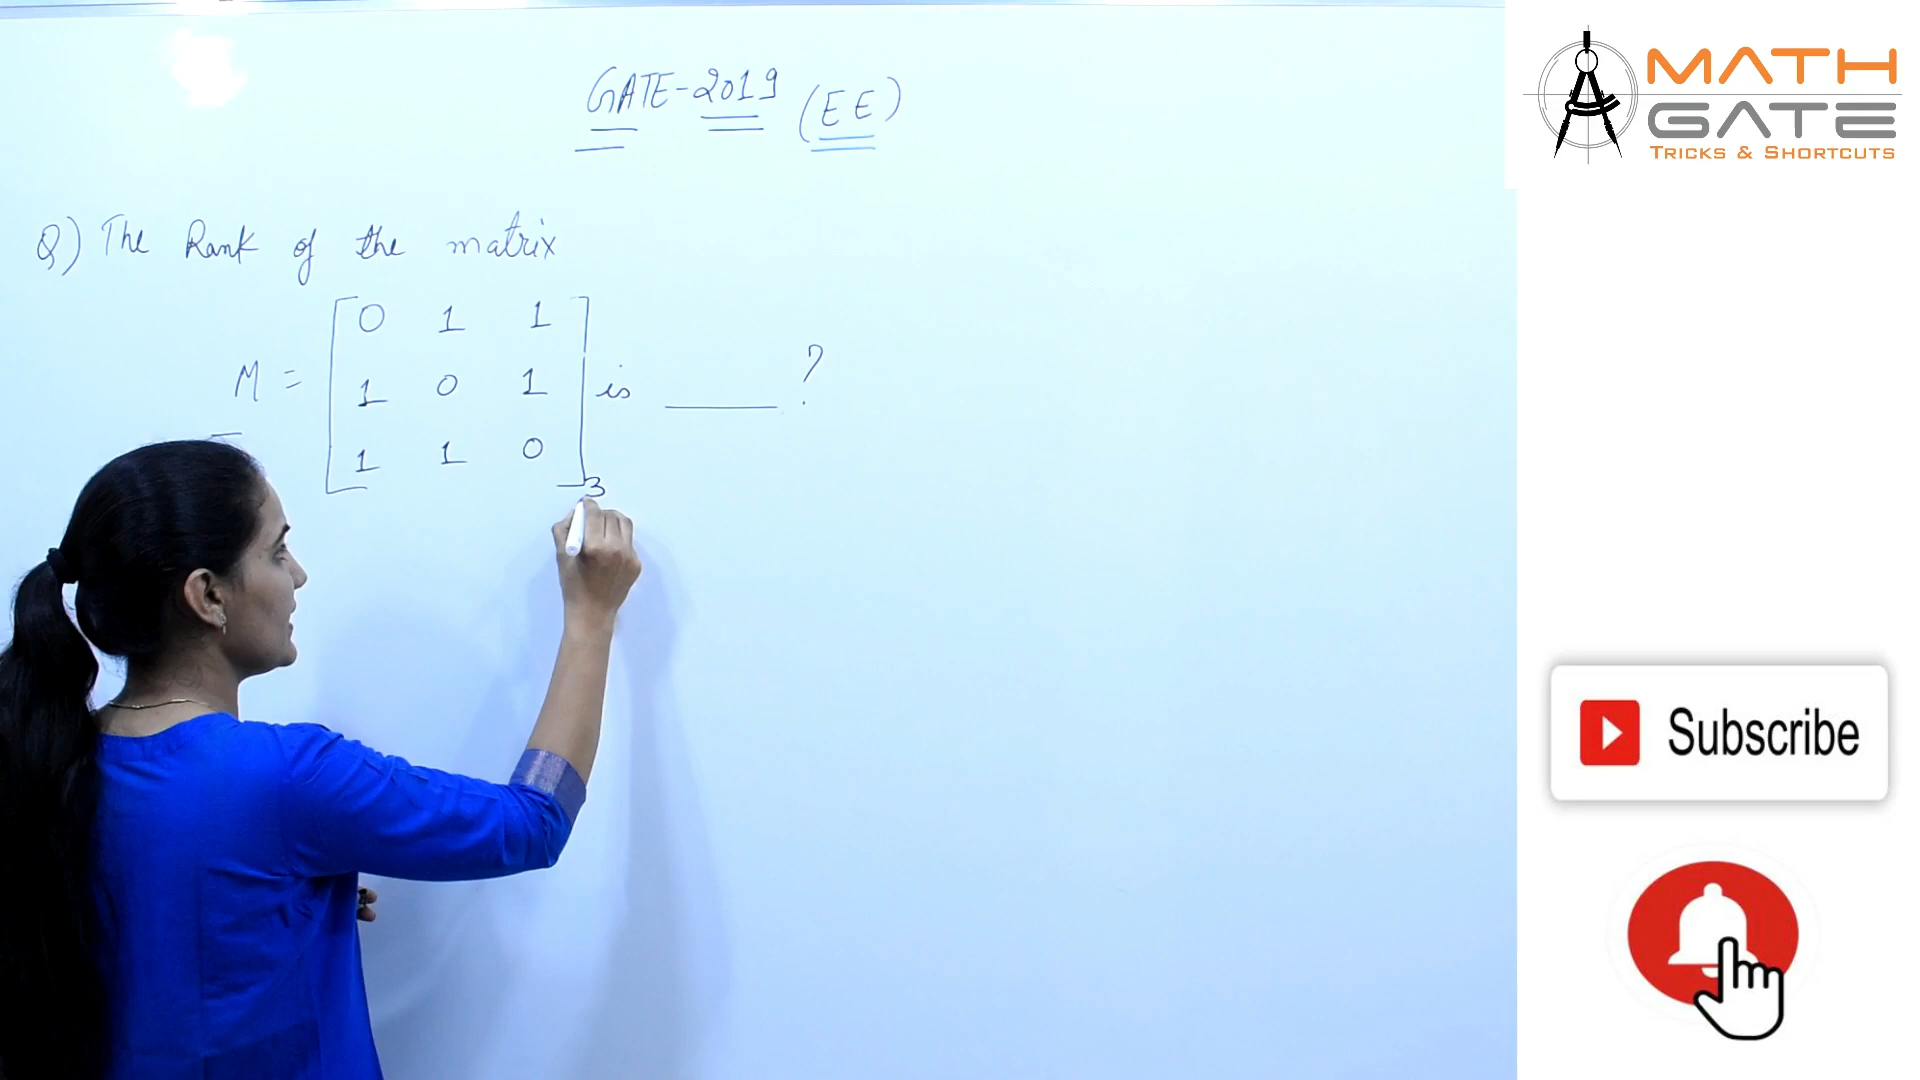 GATE-2019 (EE)
Q) The Rank of the matrix
0 1 1
M = 1 0 1 is ____ ?
1 1 0
3
MATH
GATE
TRICKS & SHORTCUTS
Subscribe